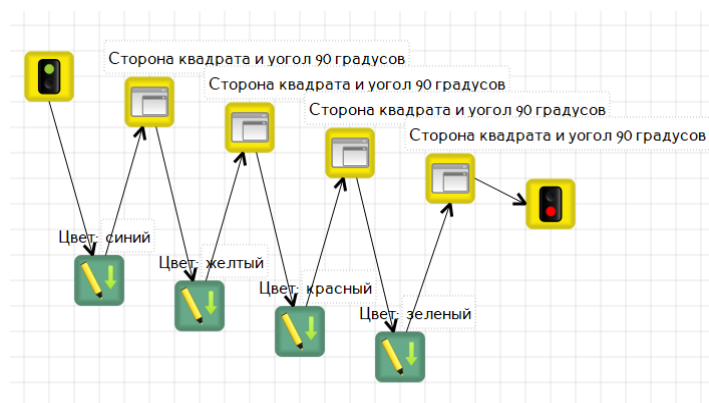 Сторона квадрата и уогол 90 градусов
Сторона квадрата и уогол 90 градусов
Сторона квадрата и уогол 90 градусов
Сторона квадрата и уогол 90 градусов
Цвет: синий
Цвет: желтый
Цвет: красный
Цвет: зеленый